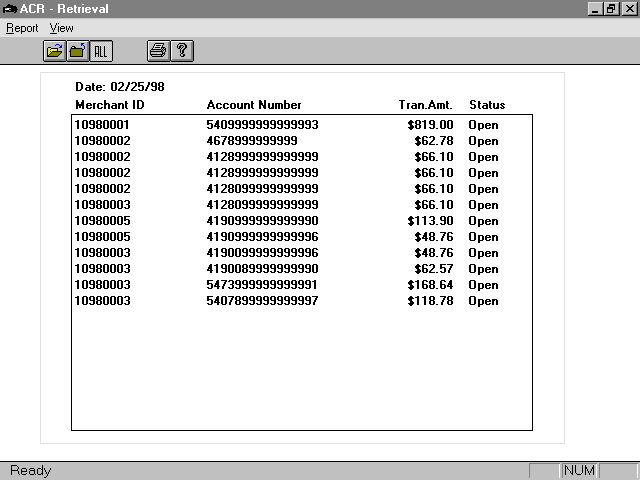 ACR - Retrieval
Report View
ALL ?
Date: 02/25/98
Merchant ID Account Number Tran.Amt. Status
10980001 5409999999999993 $819.00 Open
10980002 4678999999999 $62.78 Open
10980002 4128999999999999 $66.10 Open
10980002 4128099999999999 $66.10 Open
10980002 4128099999999999 $66.10 Open
10980003 4128099999999999 $66.10 Open
10980005 4190999999999990 $113.90 Open
10980005 4190999999999996 $48.76 Open
10980003 4190099999999996 $48.76 Open
10980003 4190089999999990 $62.57 Open
10980003 5473999999999991 $168.64 Open
10980003 5407899999999997 $118.78 Open
Ready NUM